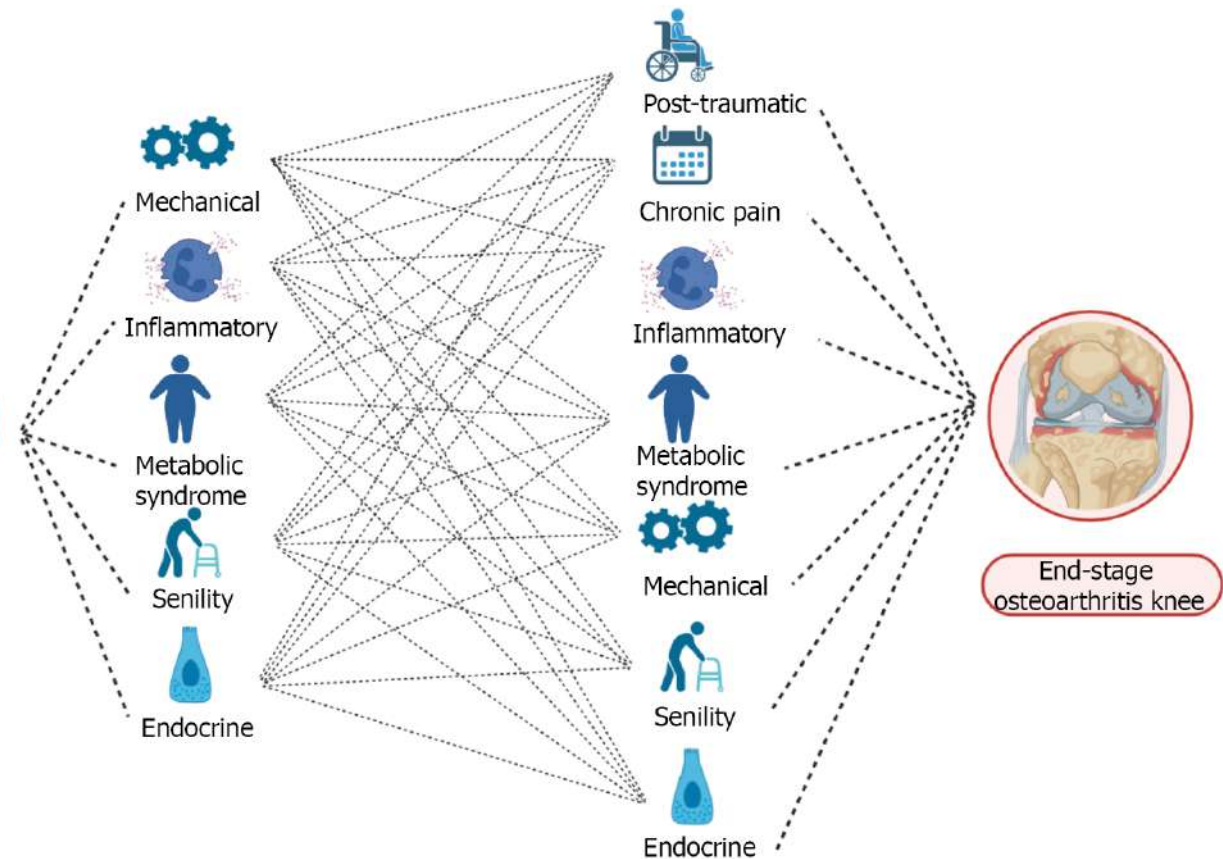 Mechanical
Inflammatory
Metabolic
syndrome
Senility
Endocrine
Post-traumatic
Chronic pain
Inflammatory
Metabolic
syndrome
Mechanical
Senility
Endocrine
End-stage
osteoarthritis knee